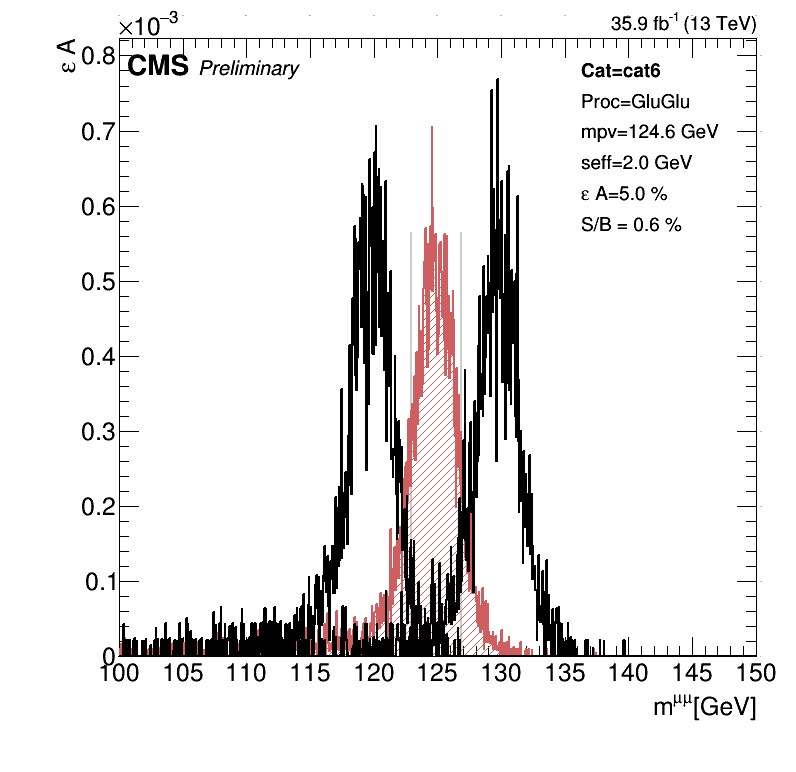 ×10⁻³
35.9 fb⁻¹ (13 TeV)
ε A
CMS Preliminary
Cat=cat6
Proc=GluGlu
mpv=124.6 GeV
seff=2.0 GeV
ε A=5.0 %
S/B = 0.6 %
0.8
0.7
0.6
0.5
0.4
0.3
0.2
0.1
0
100 105 110 115 120 125 130 135 140 145 150
m^μμ[GeV]